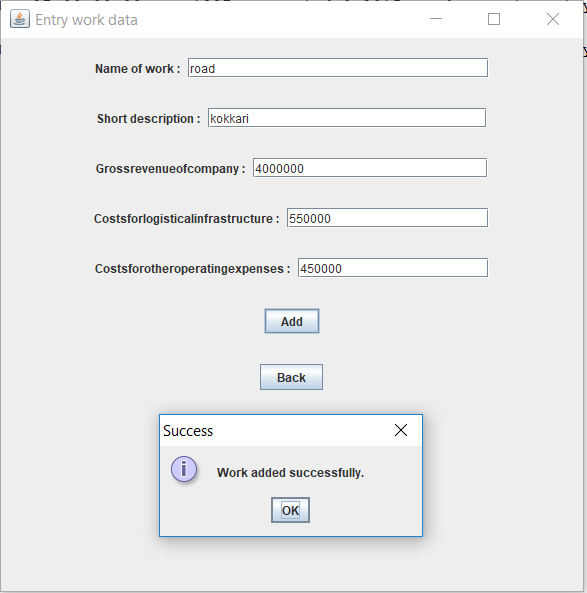 Entry work data
Name of work : road
Short description : kokkari
Grossrevenueofcompany : 4000000
Costsforlogisticalinfrastructure : 550000
Costsforotheroperatingexpenses : 450000
Add
Back
Success
Work added successfully.
OK